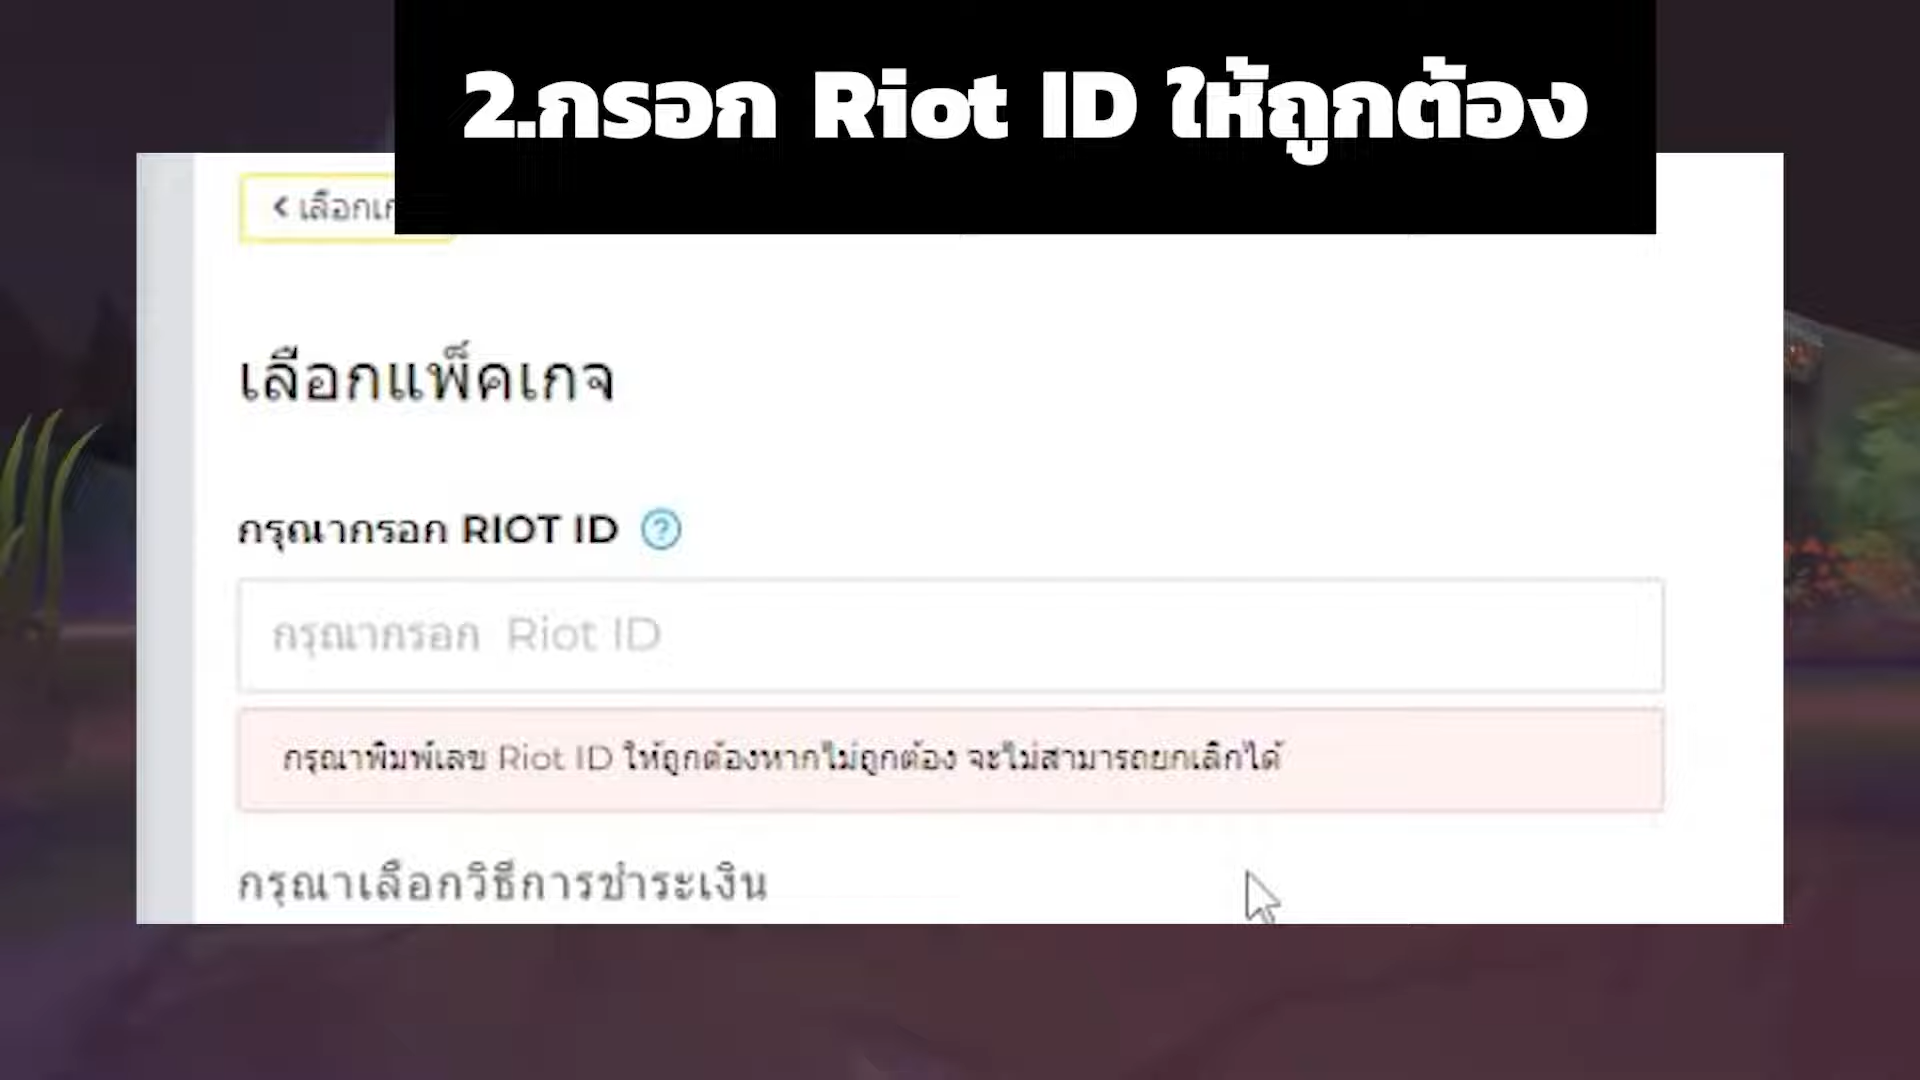 2.กรอก Riot ID ให้ถูกต้อง
เลือกแพ็คเกจ
กรุณากรอก RIOT ID ?
กรุณากรอก Riot ID
กรุณาพิมพ์เลข Riot ID ให้ถูกต้องหากไม่ถูกต้อง จะไม่สามารถยกเลิกได้
กรุณาเลือกวิธีการชำระเงิน